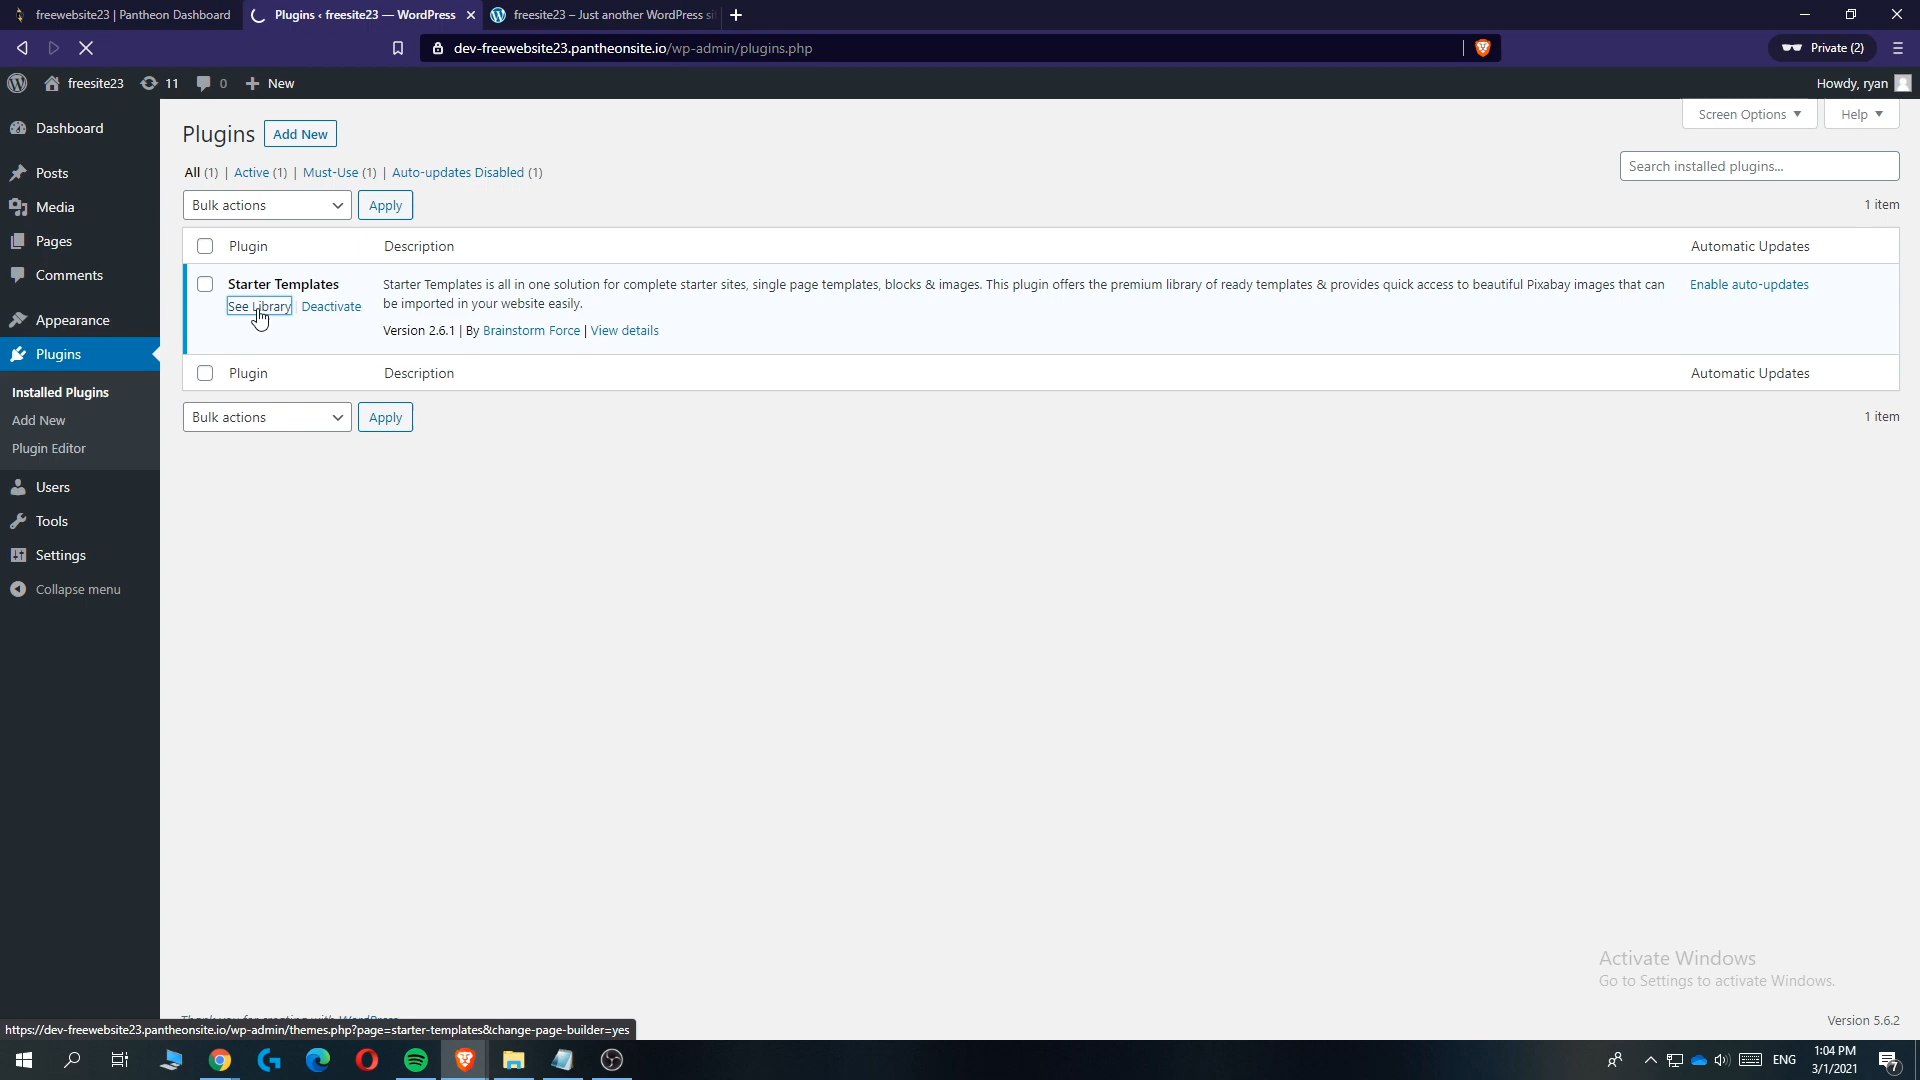 freewebsite23 | Pantheon Dashboard
Plugins ‹ freesite23 — WordPress
freesite23 – Just another WordPress si
dev-freewebsite23.pantheonsite.io/wp-admin/plugins.php
Private (2)
freesite23
11
0
New
Howdy, ryan
Screen Options
Help
Dashboard
Posts
Media
Pages
Comments
Appearance
Plugins
Installed Plugins
Add New
Plugin Editor
Users
Tools
Settings
Collapse menu
Plugins
Add New
All (1) | Active (1) | Must-Use (1) | Auto-updates Disabled (1)
Search installed plugins...
Bulk actions
Apply
1 item
Plugin
Description
Automatic Updates
Starter Templates
See Library | Deactivate
Starter Templates is all in one solution for complete starter sites, single page templates, blocks & images. This plugin offers the premium library of ready templates & provides quick access to beautiful Pixabay images that can
be imported in your website easily.
Version 2.6.1 | By Brainstorm Force | View details
Enable auto-updates
Plugin
Description
Automatic Updates
Bulk actions
Apply
1 item
Activate Windows
Go to Settings to activate Windows.
Thank you for creating with WordPress.
Version 5.6.2
https://dev-freewebsite23.pantheonsite.io/wp-admin/themes.php?page=starter-templates&change-page-builder=yes
ENG
1:04 PM
3/1/2021
7